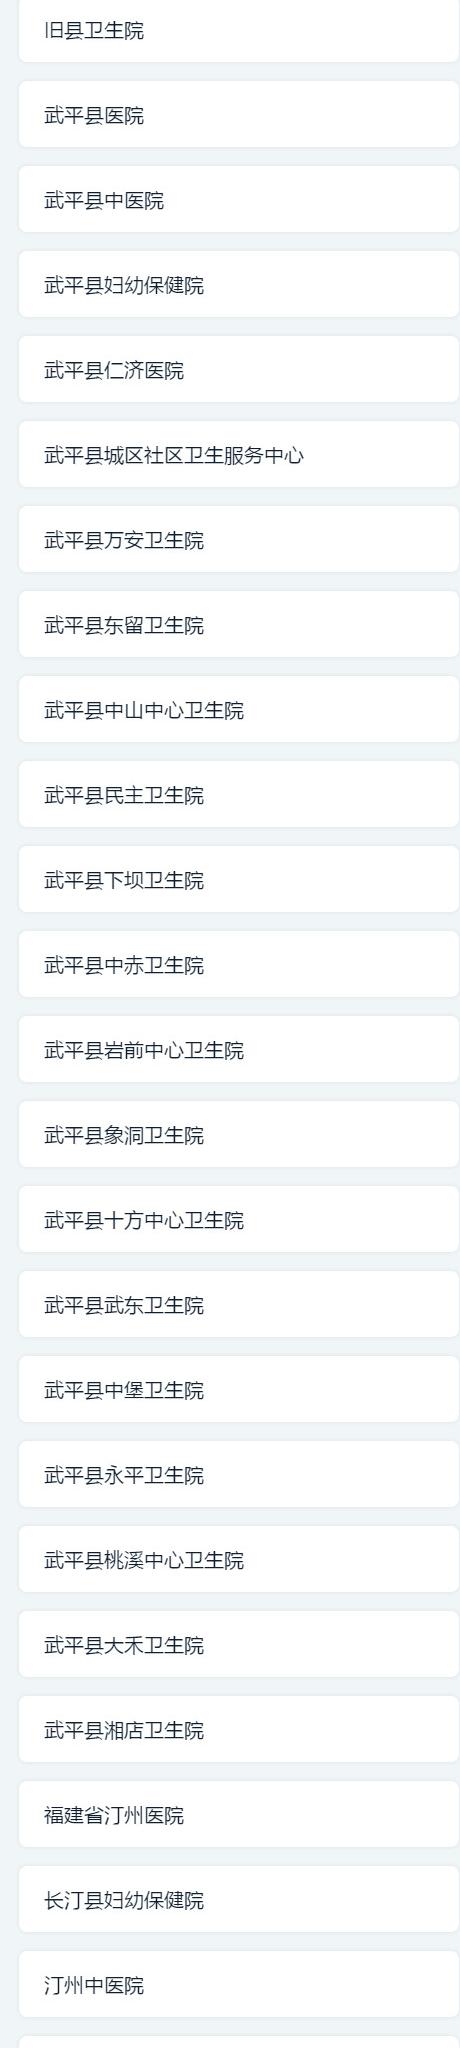 旧县卫生院
武平县医院
武平县中医院
武平县妇幼保健院
武平县仁济医院
武平县城区社区卫生服务中心
武平县万安卫生院
武平县东留卫生院
武平县中山中心卫生院
武平县民主卫生院
武平县下坝卫生院
武平县中赤卫生院
武平县岩前中心卫生院
武平县象洞卫生院
武平县十方中心卫生院
武平县武东卫生院
武平县中堡卫生院
武平县永平卫生院
武平县桃溪中心卫生院
武平县大禾卫生院
武平县湘店卫生院
福建省汀州医院
长汀县妇幼保健院
汀州中医院